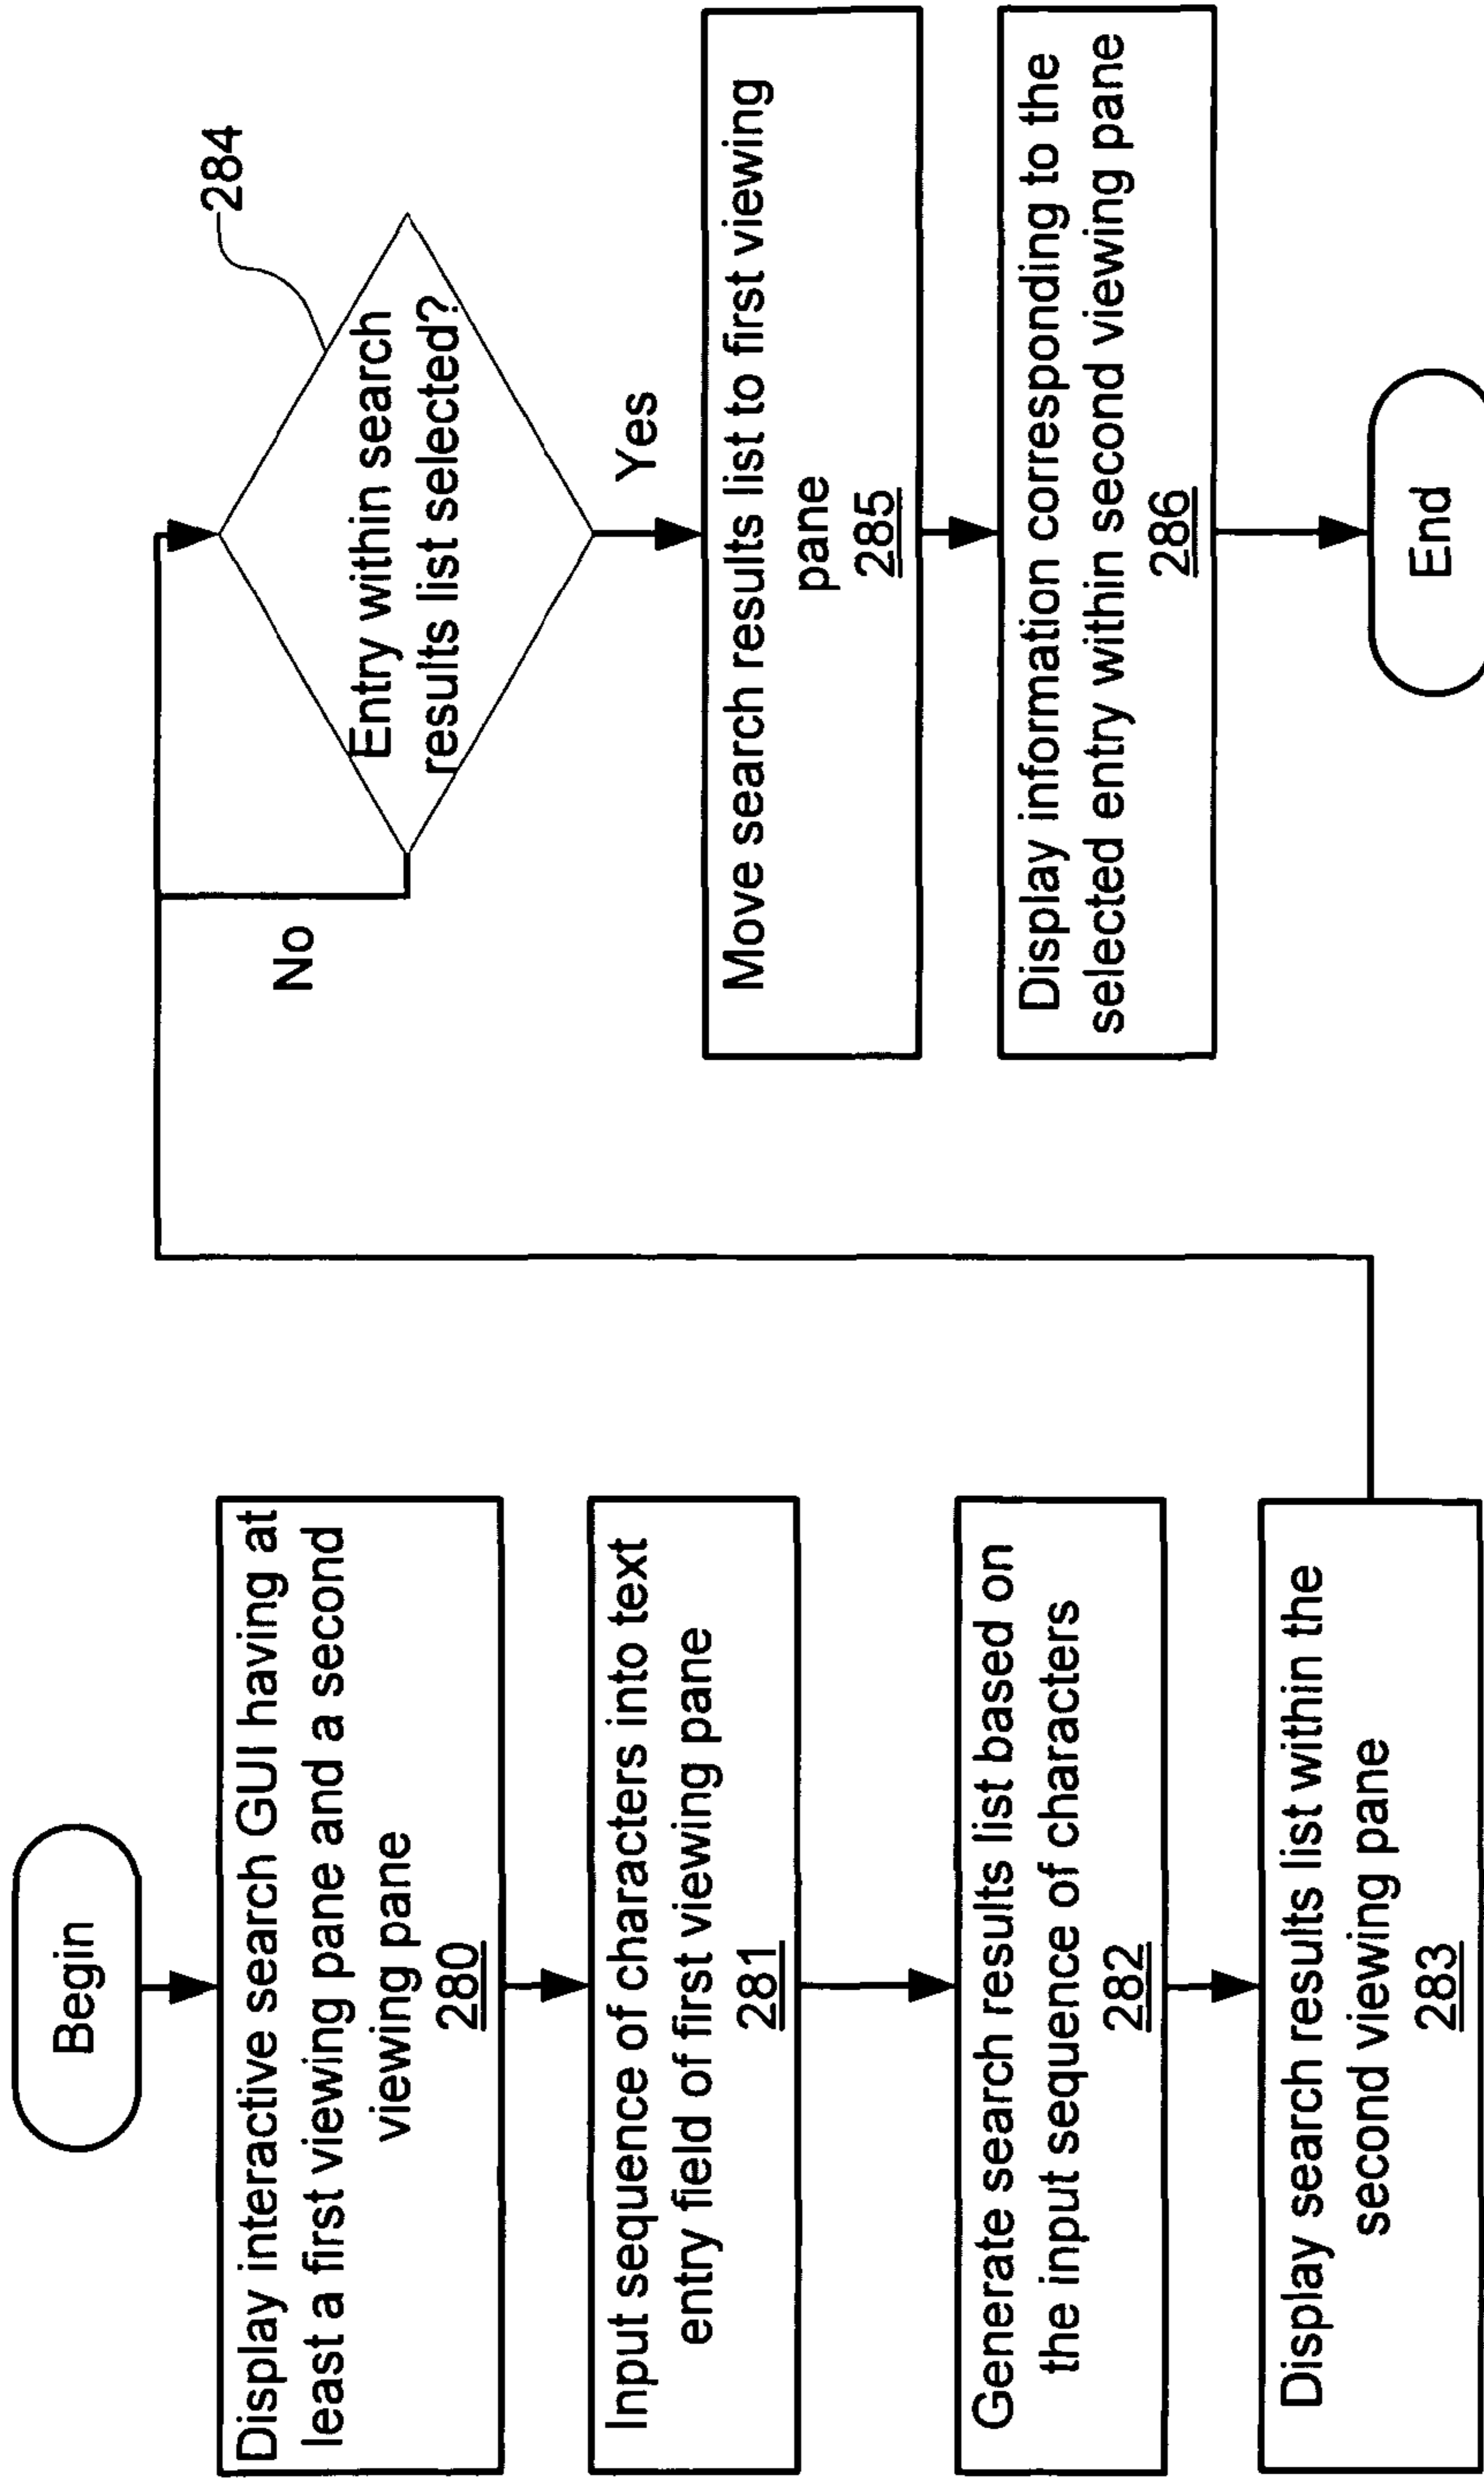 Begin
Display interactive search GUI having at
least a first viewing pane and a second
viewing pane
280
Input sequence of characters into text
entry field of first viewing pane
281
Generate search results list based on
the input sequence of characters
282
Display search results list within the
second viewing pane
283
284
Entry within search
results list selected?
No
Yes
Move search results list to first viewing
pane
285
Display information corresponding to the
selected entry within second viewing pane
286
End